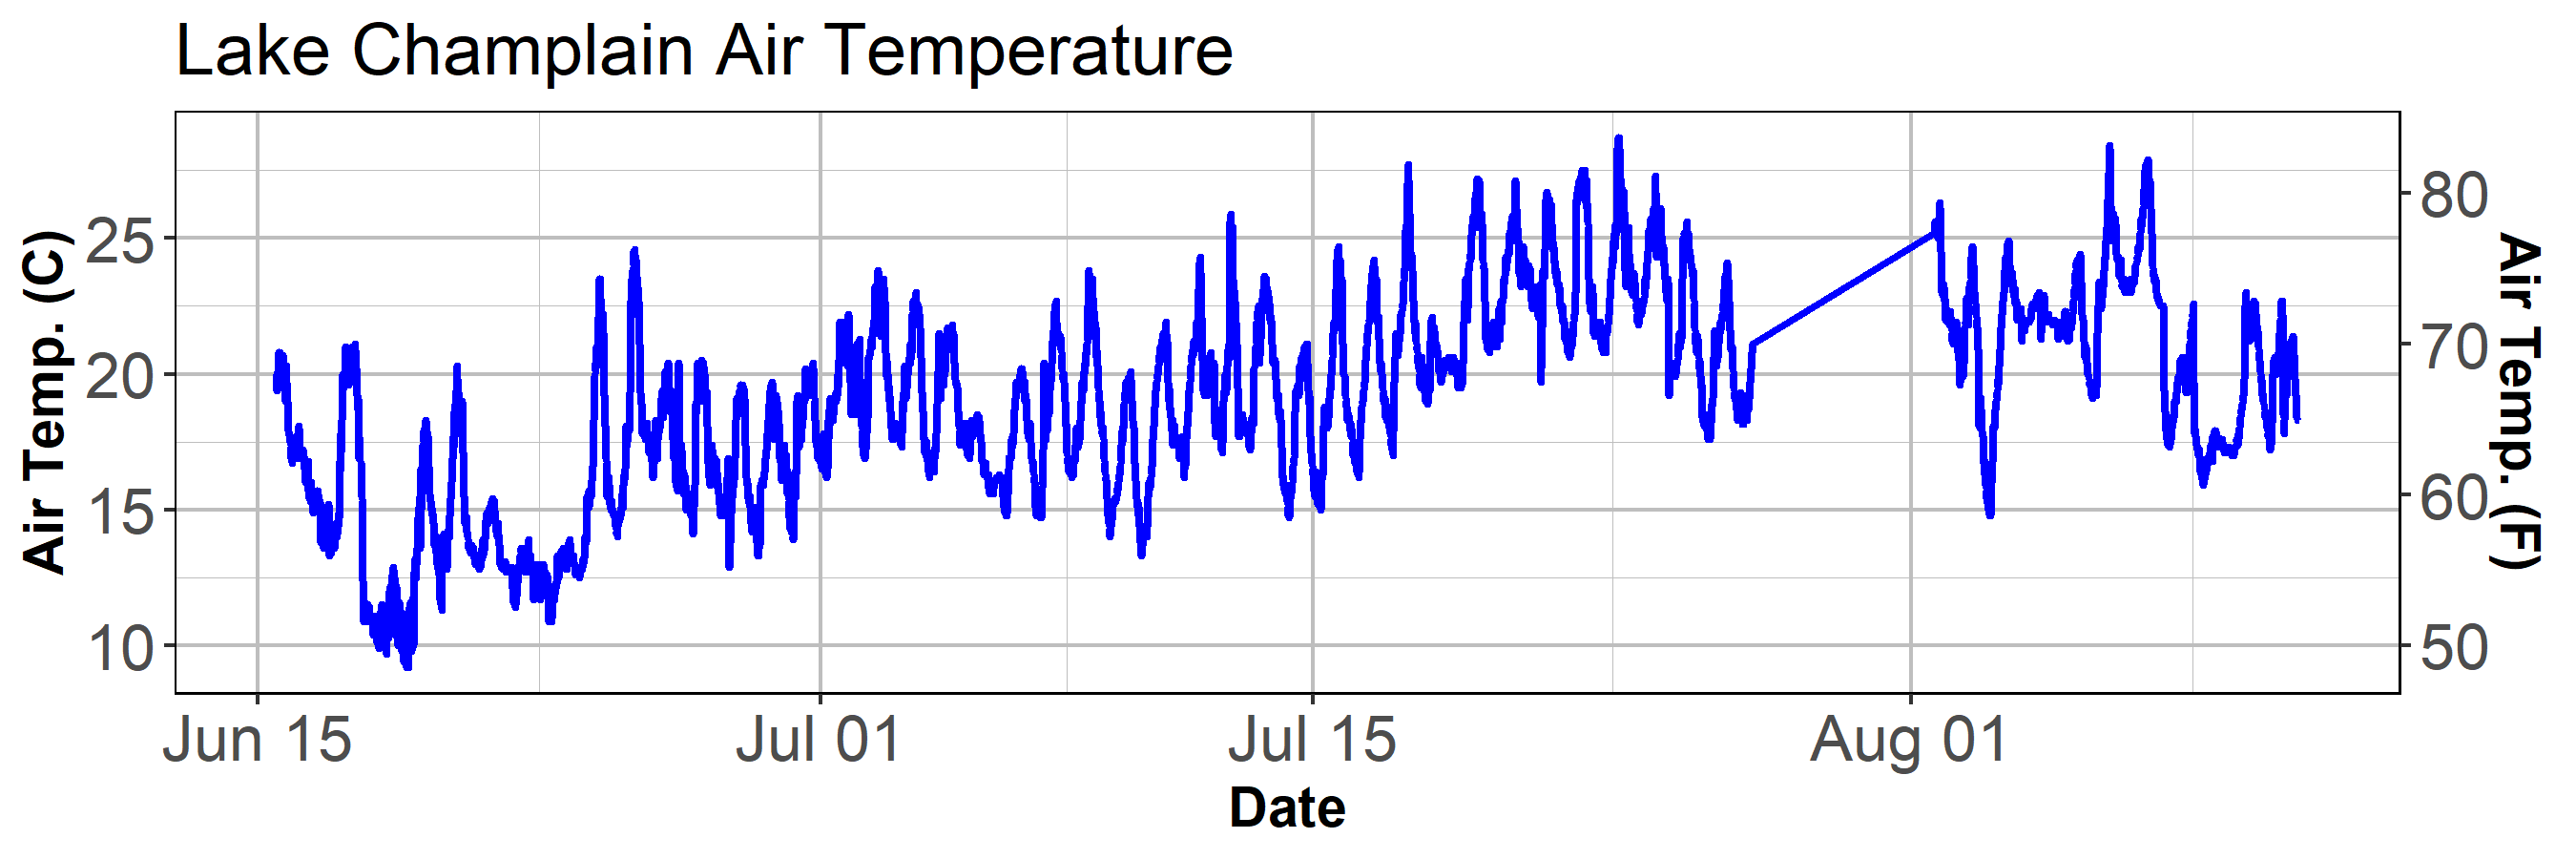 Lake Champlain Air Temperature
Air Temp. (C)
25
20
15
10
80
70
60
50
Air Temp. (F)
Jun 15
Jul 01
Jul 15
Aug 01
Date